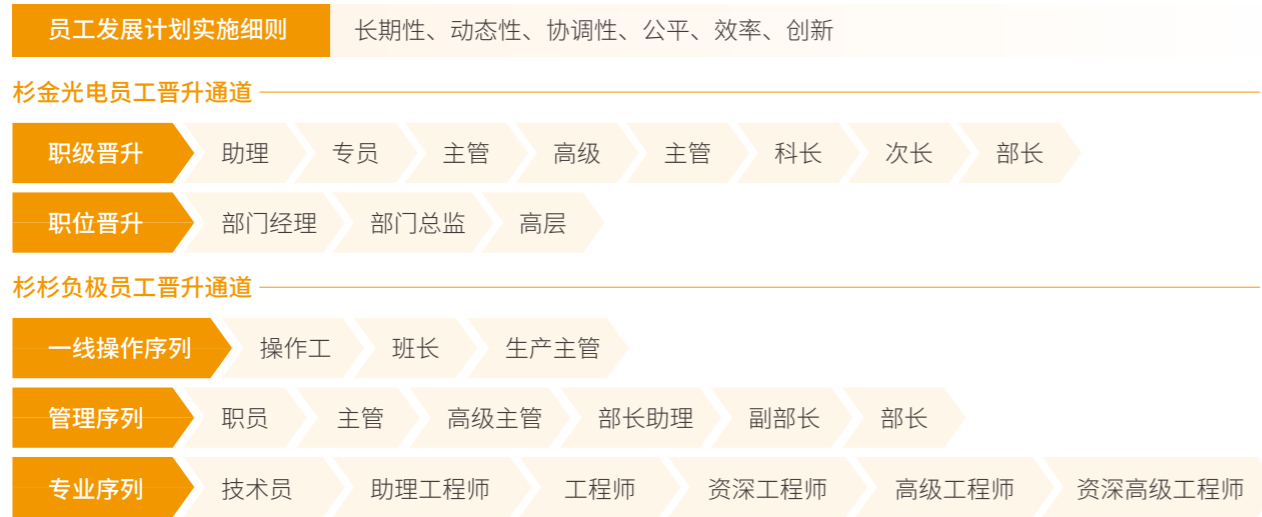 员工发展计划实施细则 长期性、动态性、协调性、公平、效率、创新
杉金光电员工晋升通道
职级晋升 助理 专员 主管 高级 主管 科长 次长 部长
职位晋升 部门经理 部门总监 高层
杉杉负极员工晋升通道
一线操作序列 操作工 班长 生产主管
管理序列 职员 主管 高级主管 部长助理 副部长 部长
专业序列 技术员 助理工程师 工程师 资深工程师 高级工程师 资深高级工程师